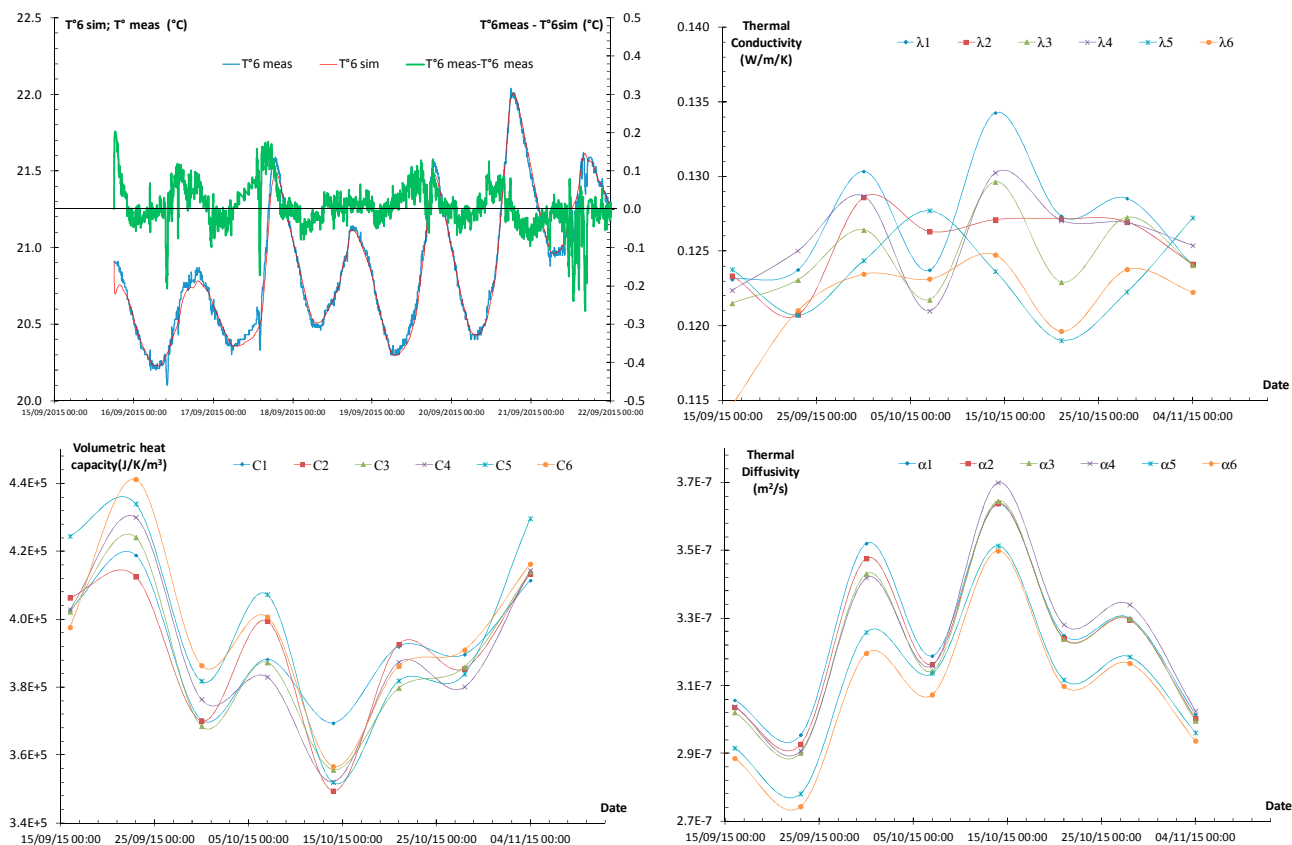 T°6 sim; T° meas (°C)
T°6meas - T°6sim (°C)
T°6 meas
T°6 sim
T°6 meas-T°6 meas
22.5
22.0
21.5
21.0
20.5
20.0
0.5
0.4
0.3
0.2
0.1
0.0
-0.1
-0.2
-0.3
-0.4
-0.5
15/09/2015 00:00
16/09/2015 00:00
17/09/2015 00:00
18/09/2015 00:00
19/09/2015 00:00
20/09/2015 00:00
21/09/2015 00:00
22/09/2015 00:00
Thermal
Conductivity
(W/m/K)
λ1
λ2
λ3
λ4
λ5
λ6
0.140
0.135
0.130
0.125
0.120
0.115
Date
15/09/15 00:00
25/09/15 00:00
05/10/15 00:00
15/10/15 00:00
25/10/15 00:00
04/11/15 00:00
Volumetric heat
capacity(J/K/m³)
C1
C2
C3
C4
C5
C6
4.4E+5
4.2E+5
4.0E+5
3.8E+5
3.6E+5
3.4E+5
Date
15/09/15 00:00
25/09/15 00:00
05/10/15 00:00
15/10/15 00:00
25/10/15 00:00
04/11/15 00:00
Thermal
Diffusivity
(m²/s)
α1
α2
α3
α4
α5
α6
3.7E-7
3.5E-7
3.3E-7
3.1E-7
2.9E-7
2.7E-7
Date
15/09/15 00:00
25/09/15 00:00
05/10/15 00:00
15/10/15 00:00
25/10/15 00:00
04/11/15 00:00